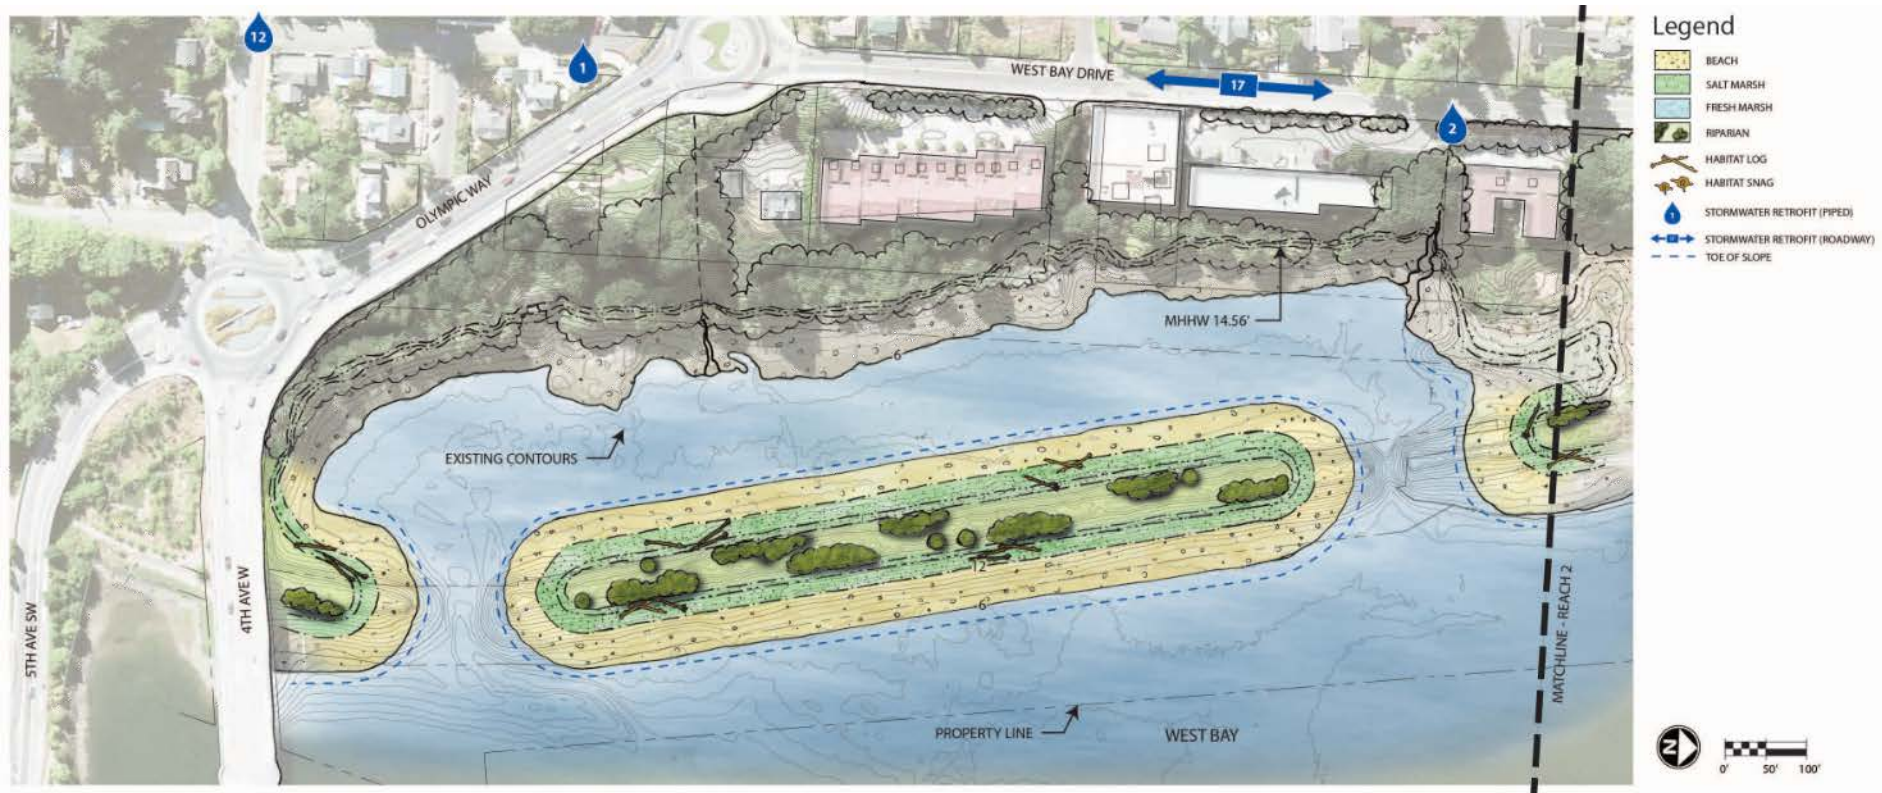 12
1
WEST BAY DRIVE
17
2
OLYMPIC WAY
MHHW 14.56'
6
EXISTING CONTOURS
12
6
5TH AVE SW
4TH AVE W
MATCHLINE - REACH 2
PROPERTY LINE
WEST BAY
Legend
BEACH
SALT MARSH
FRESH MARSH
RIPARIAN
HABITAT LOG
HABITAT SNAG
1
STORMWATER RETROFIT (PIPED)
STORMWATER RETROFIT (ROADWAY)
TOE OF SLOPE
N
0' 50' 100'